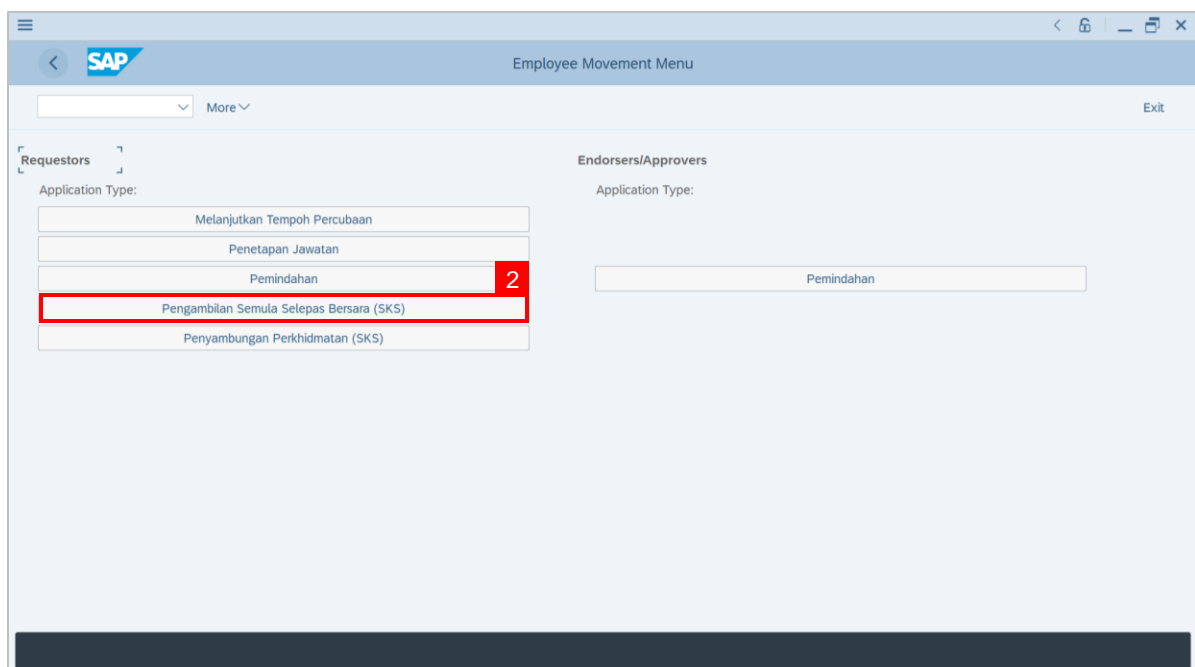 SAP
Employee Movement Menu
More
Exit
Requestors
Application Type:
Melanjutkan Tempoh Percubaan
Penetapan Jawatan
Pemindahan
2
Pengambilan Semula Selepas Bersara (SKS)
Penyambungan Perkhidmatan (SKS)
Endorsers/Approvers
Application Type:
Pemindahan